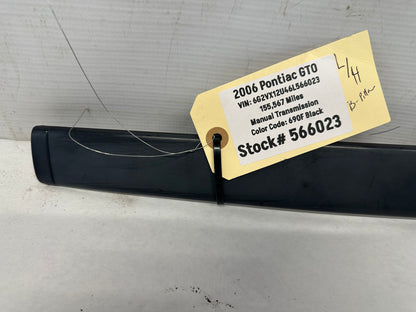 2006 Pontiac GTO
VIN: 6G2VX12U46L566023
155,567 Miles
Manual Transmission
Color Code: 690F Black
Stock# 566023
L/H
B-Pillar